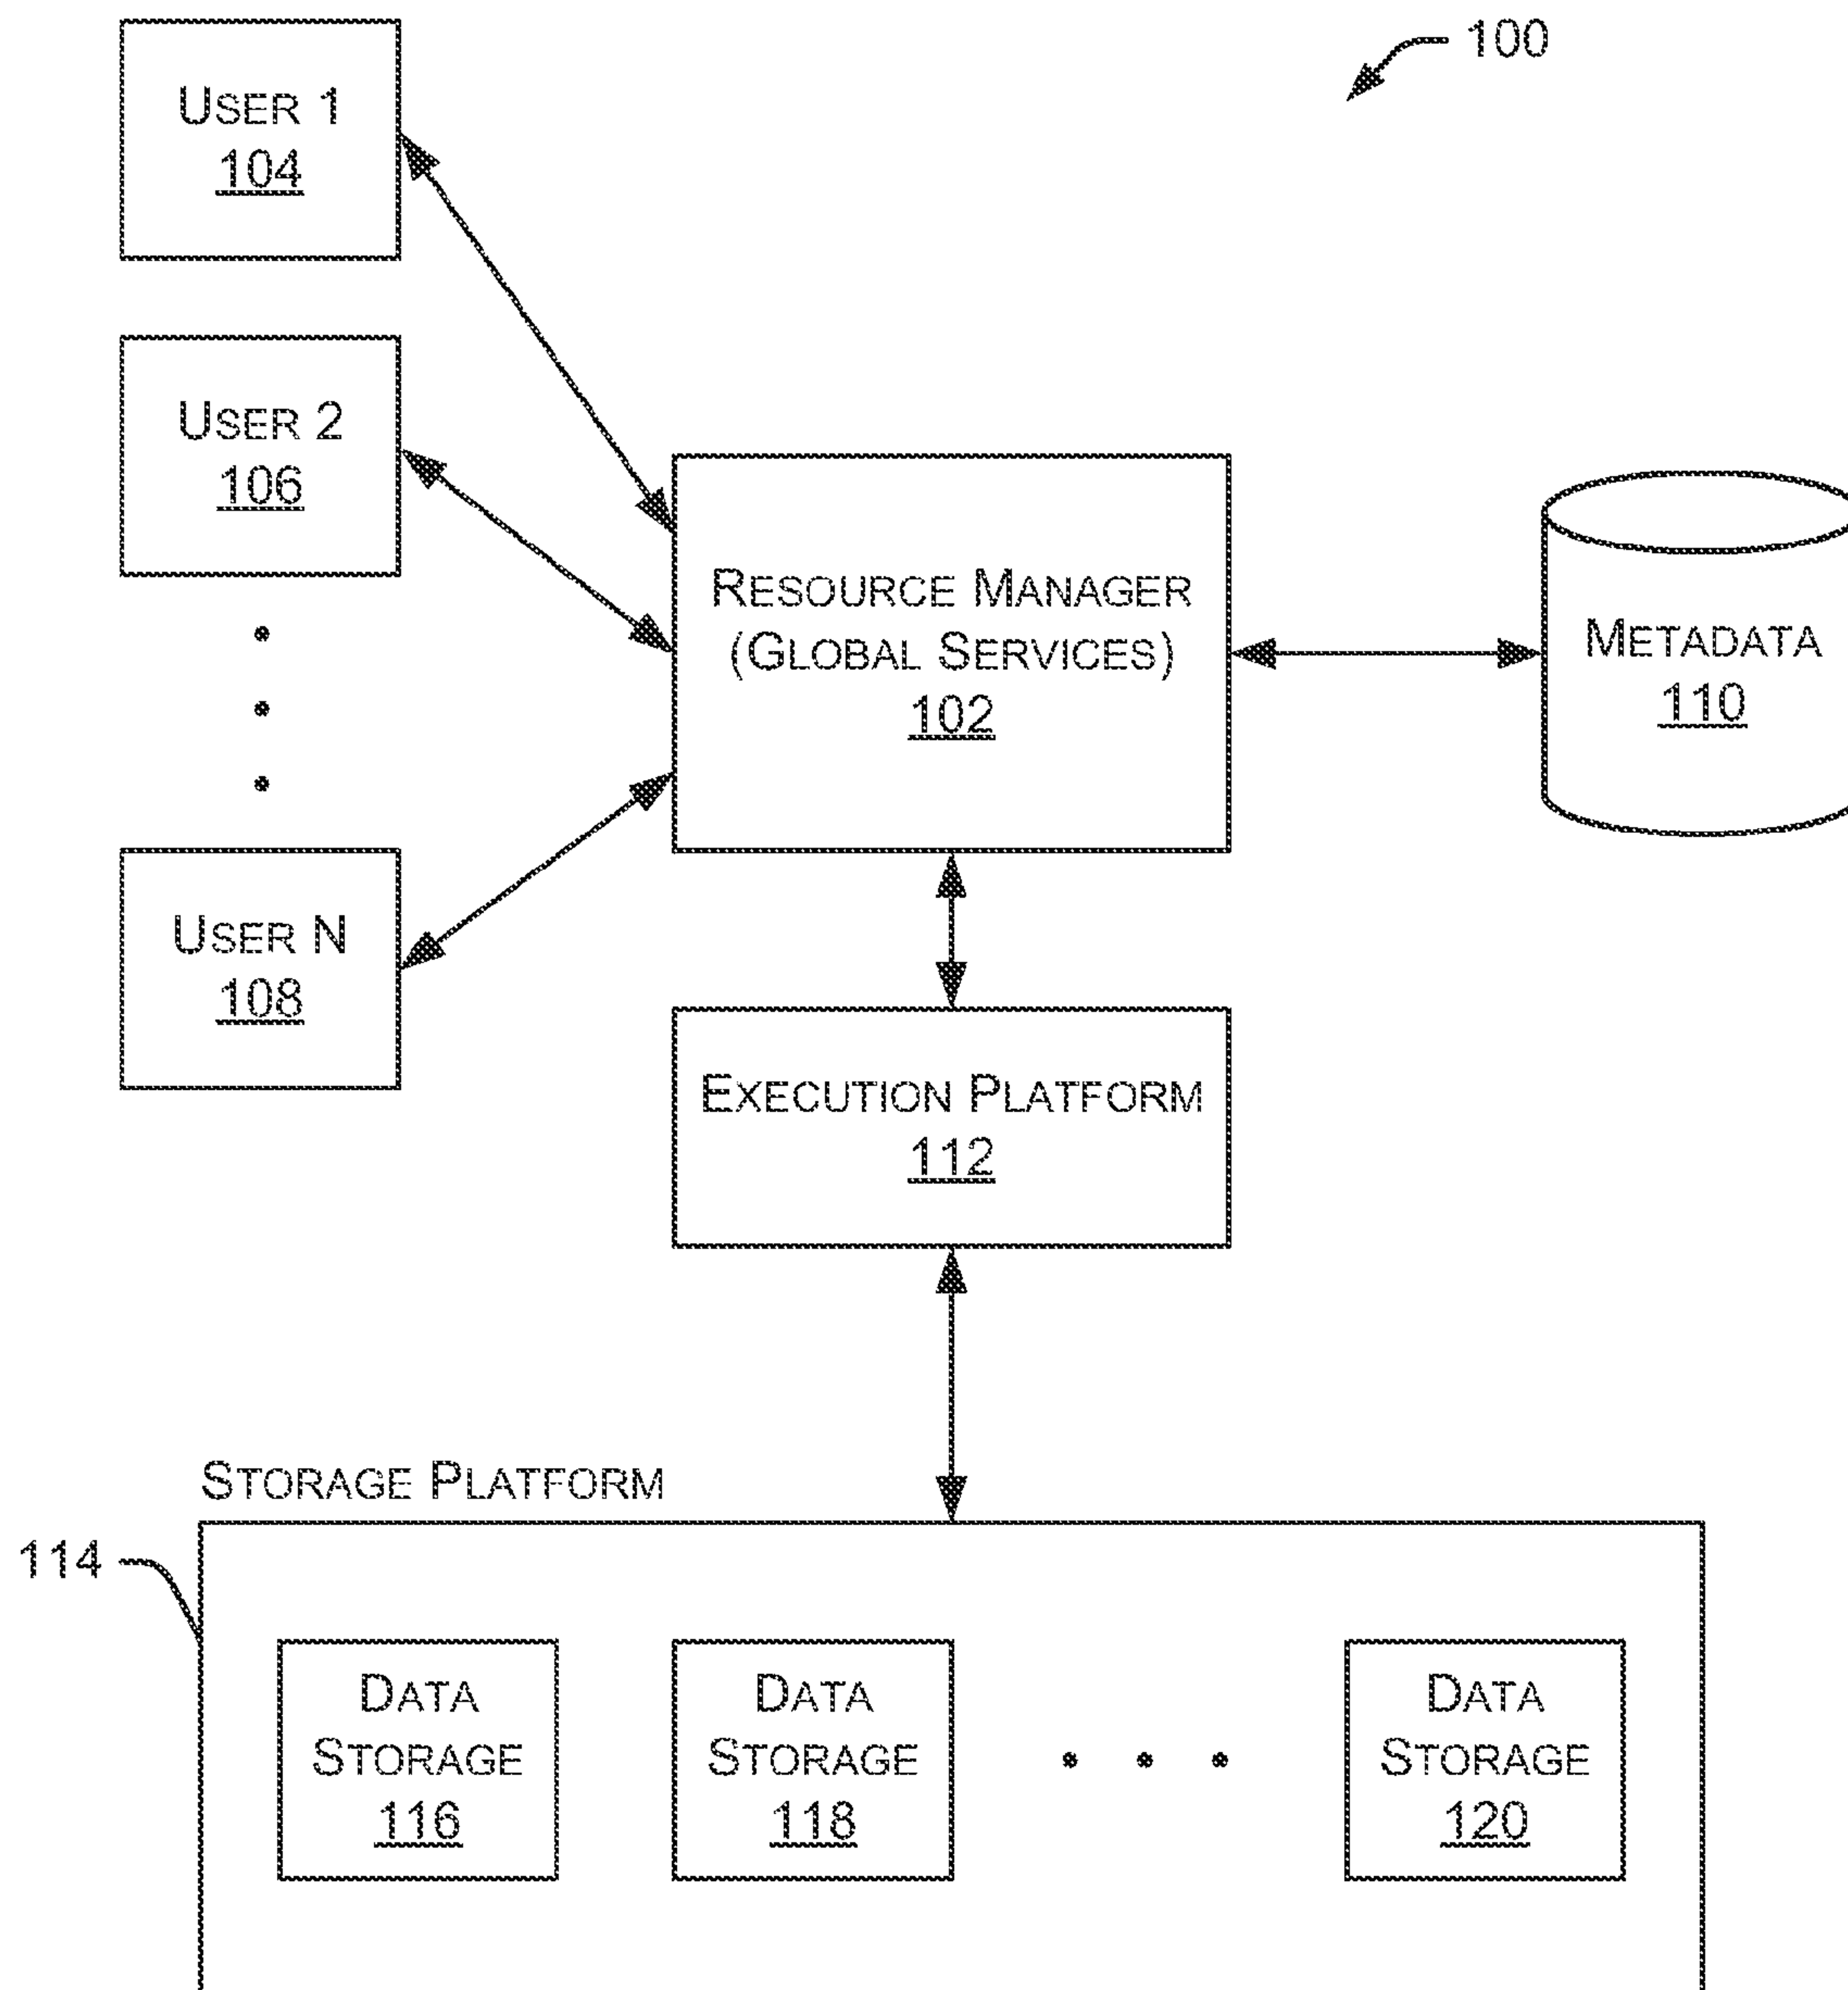 100
USER 1
104
USER 2
106
USER N
108
RESOURCE MANAGER
(GLOBAL SERVICES)
102
METADATA
110
EXECUTION PLATFORM
112
STORAGE PLATFORM
114
DATA
STORAGE
116
DATA
STORAGE
118
DATA
STORAGE
120